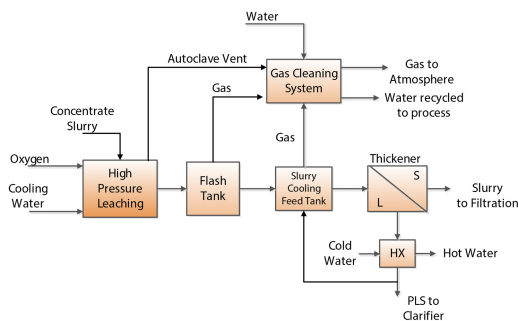 Water
Autoclave Vent
Gas Cleaning
System
Gas to
Atmosphere
Water recycled
to process
Gas
Concentrate
Slurry
Gas
Oxygen
Cooling
Water
High
Pressure
Leaching
Flash
Tank
Slurry
Cooling
Feed Tank
Thickener
S
L
Slurry
to Filtration
Cold
Water
HX
Hot Water
PLS to
Clarifier